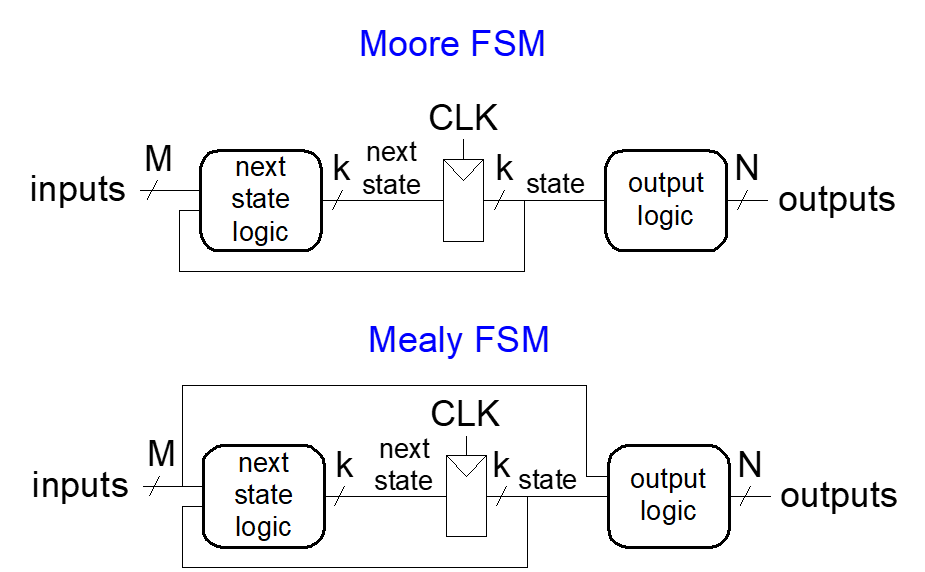 Moore FSM
CLK
inputs
M
next
state
logic
k
next
state
k
state
output
logic
N
outputs
Mealy FSM
CLK
inputs
M
next
state
logic
k
next
state
k
state
output
logic
N
outputs